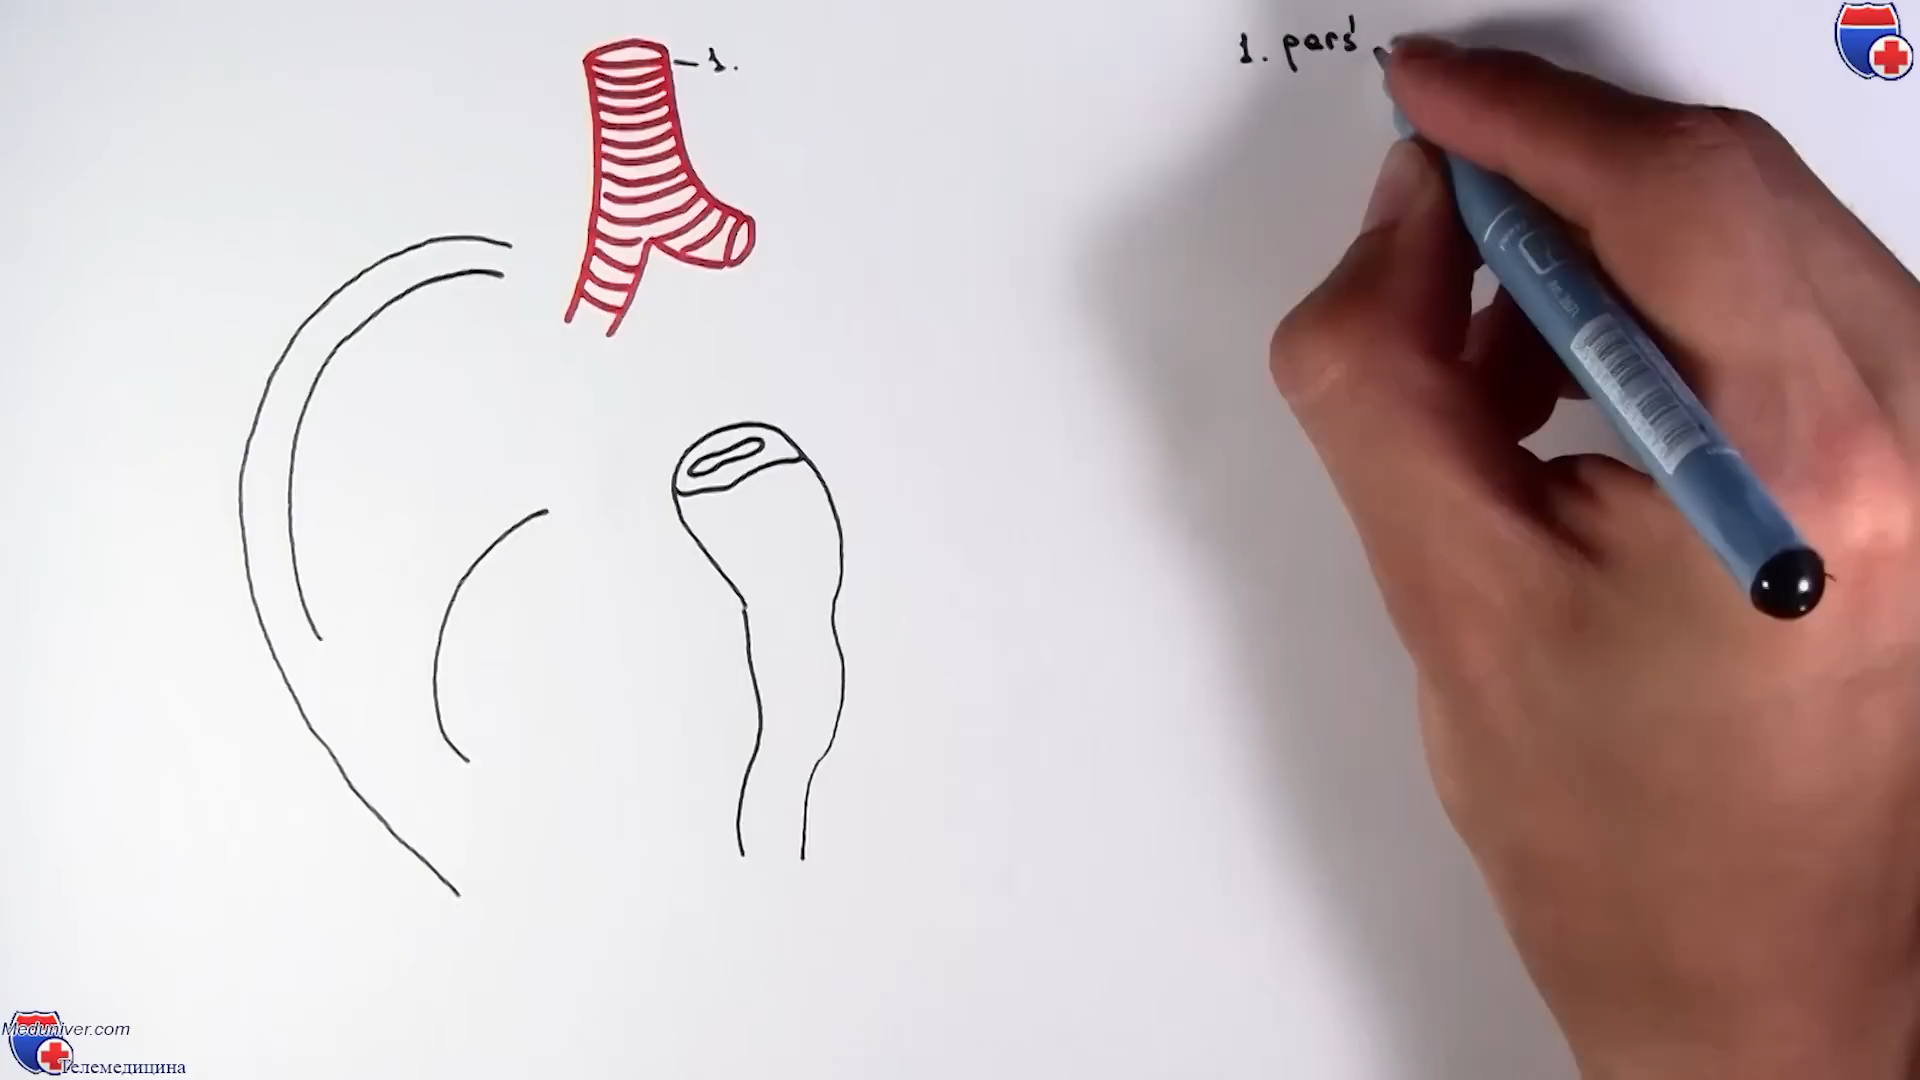 1.
1. pars
Meduniver.com
Телемедицина